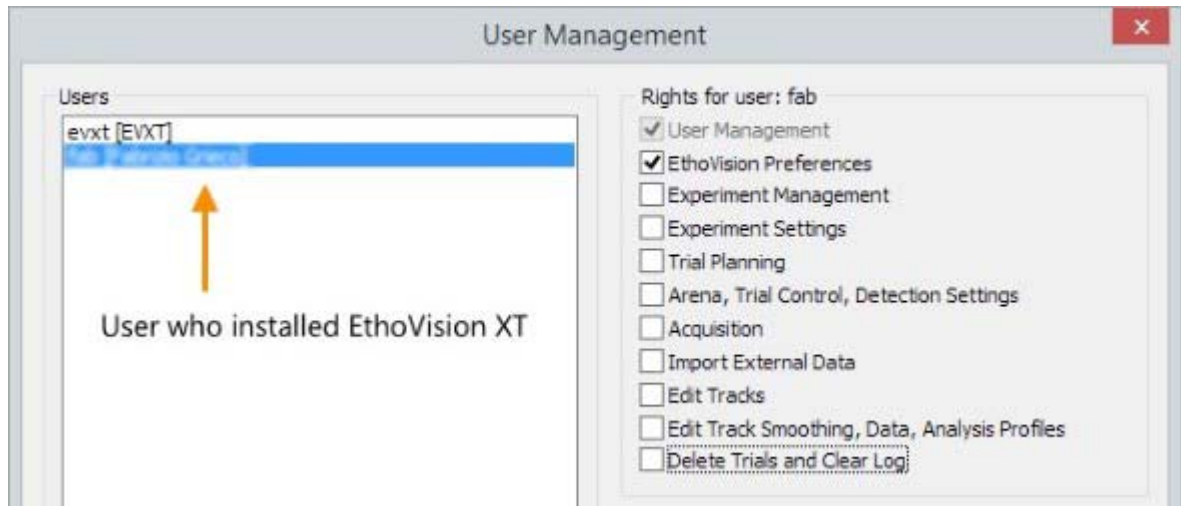 User Management
Users
evxt [EVXT]
User who installed EthoVision XT
Rights for user: fab
User Management
EthoVision Preferences
Experiment Management
Experiment Settings
Trial Planning
Arena, Trial Control, Detection Settings
Acquisition
Import External Data
Edit Tracks
Edit Track Smoothing, Data, Analysis Profiles
Delete Trials and Clear Log